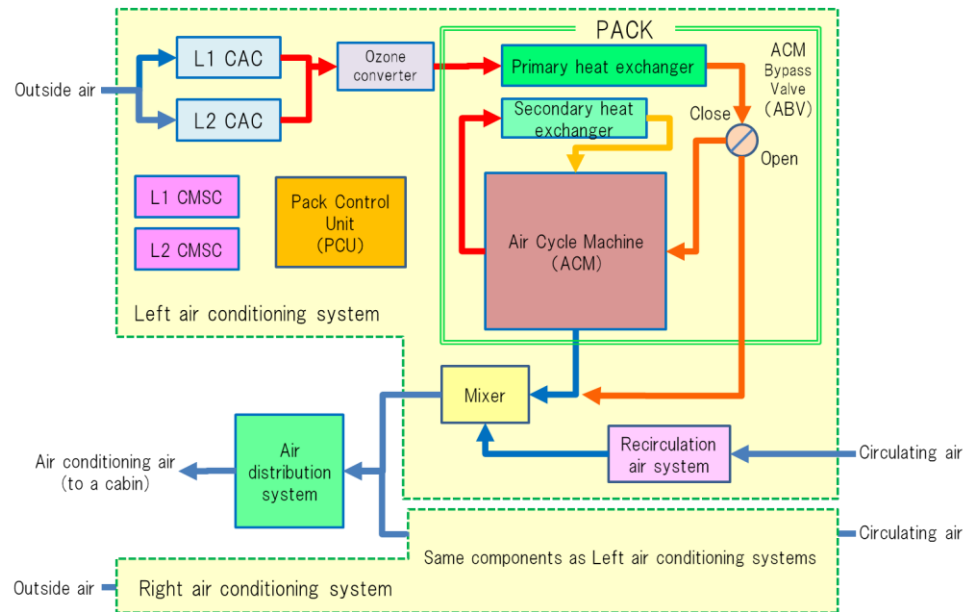 PACK
L1 CAC
Ozone
converter
Primary heat exchanger
ACM
Bypass
Valve
(ABV)
Outside air
Secondary heat
exchanger
Close
L2 CAC
Open
L1 CMSC
Pack Control
Unit
(PCU)
Air Cycle Machine
(ACM)
L2 CMSC
Left air conditioning system
Mixer
Recirculation
air system
Circulating air
Air conditioning air
(to a cabin)
Air
distribution
system
Circulating air
Same components as Left air conditioning systems
Outside air
Right air conditioning system